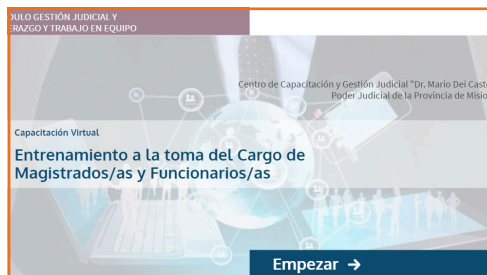 DULO GESTIÓN JUDICIAL Y
ERAZGO Y TRABAJO EN EQUIPO
Centro de Capacitación y Gestión Judicial "Dr. Mario Dei Cast
Poder Judicial de la Provincia de Misio
Capacitación Virtual
Entrenamiento a la toma del Cargo de
Magistrados/as y Funcionarios/as
Empezar →